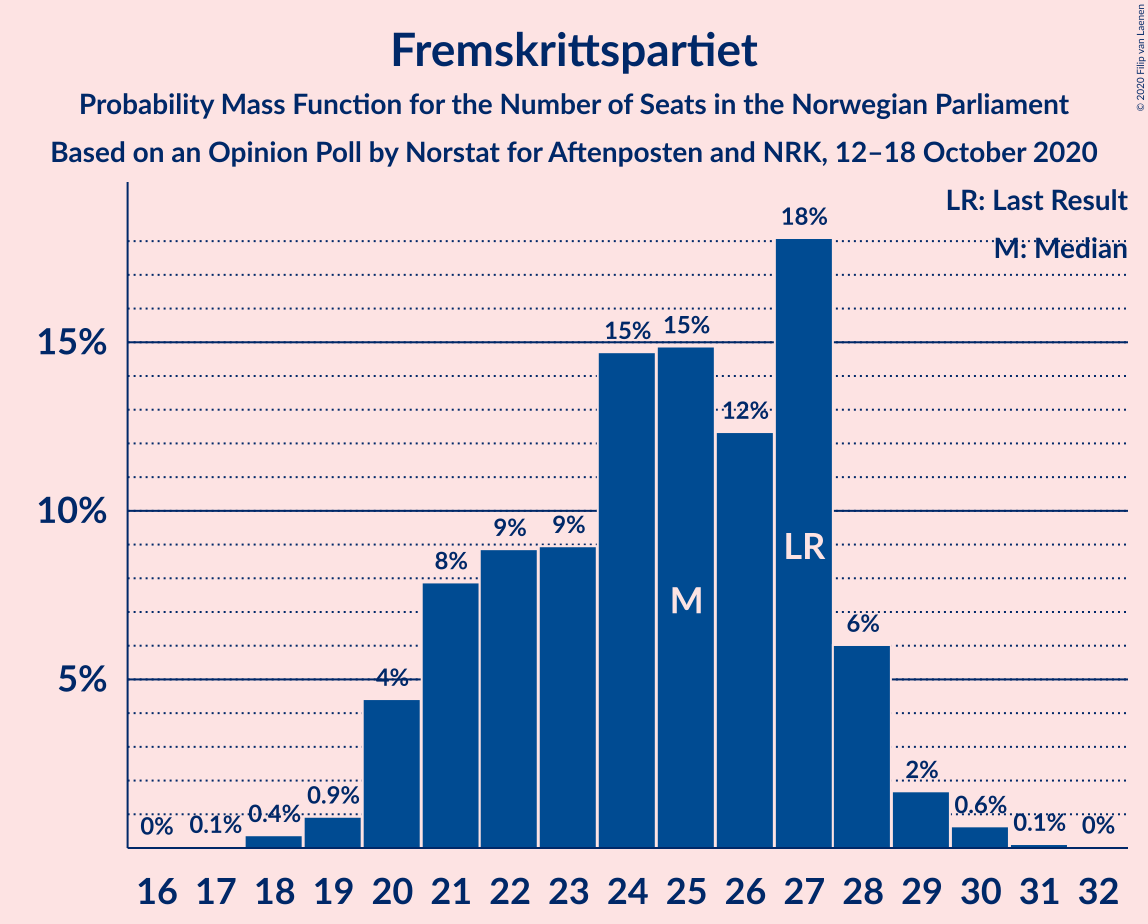 Fremskrittspartiet
Probability Mass Function for the Number of Seats in the Norwegian Parliament
Based on an Opinion Poll by Norstat for Aftenposten and NRK, 12–18 October 2020
© 2020 Filip van Laenen
LR: Last Result
M: Median
18%
15%
15%
15%
12%
10%
9%
9%
8%
LR
M
6%
5%
4%
2%
0.9%
0.6%
0.4%
0%
0.1%
0.1%
0%
16 17 18 19 20 21 22 23 24 25 26 27 28 29 30 31 32